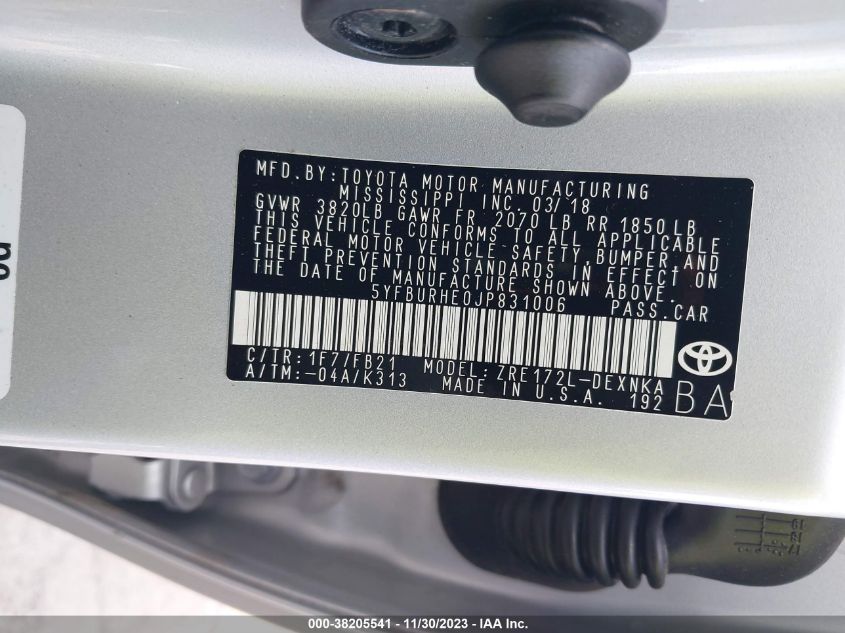 MFD.BY:TOYOTA MOTOR MANUFACTURING
MISSISSIPPI INC. 03/18
GVWR 3820LB GAWR FR. 2070 LB, RR 1850LB
THIS VEHICLE CONFORMS TO ALL APPLICABLE
FEDERAL MOTOR VEHICLE SAFETY, BUMPER, AND
THEFT PREVENTION STANDARDS IN EFFECT ON
THE DATE OF MANUFACTURE SHOWN ABOVE.
5YFBURHE0JP831006 PASS.CAR
C/TR: 1F7/FB21 MODEL: ZRE172L-DEXNKA
A/TM:-04A/K313 MADE IN U.S.A. 192 BA
000-38205541 - 11/30/2023 - IAA Inc.